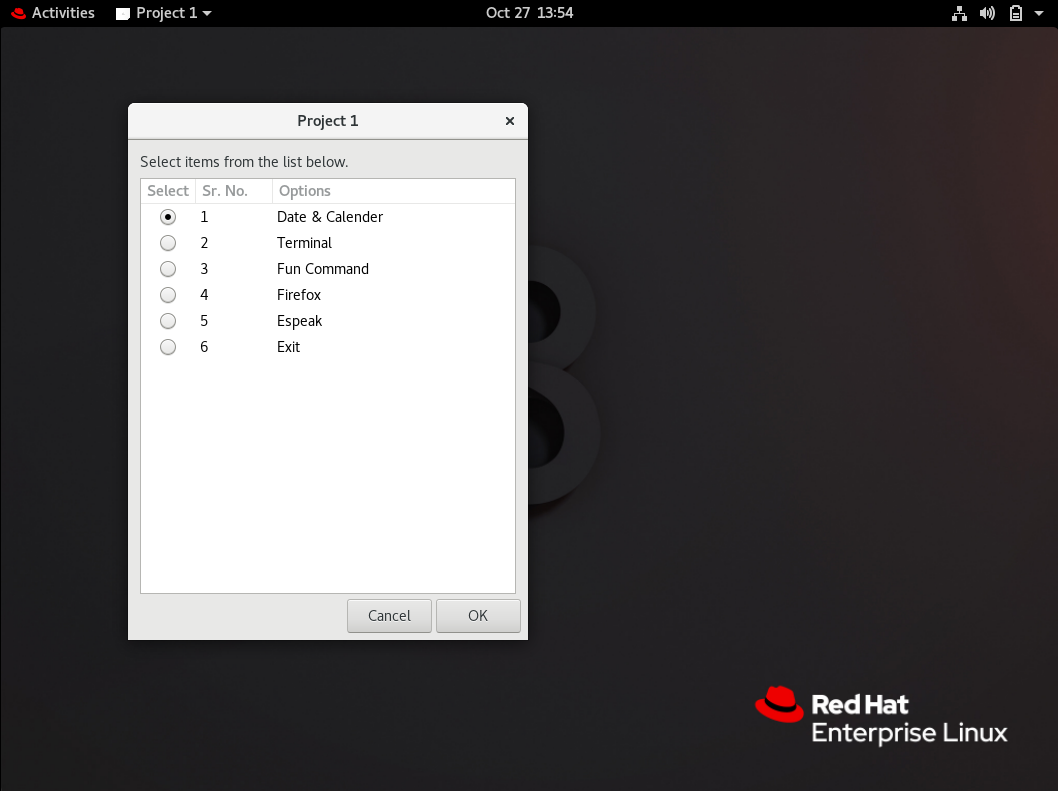 Activities Project 1 Oct 27 13:54
Project 1
Select items from the list below.
Select Sr. No. Options
1 Date & Calender
2 Terminal
3 Fun Command
4 Firefox
5 Espeak
6 Exit
Cancel OK
Red Hat
Enterprise Linux